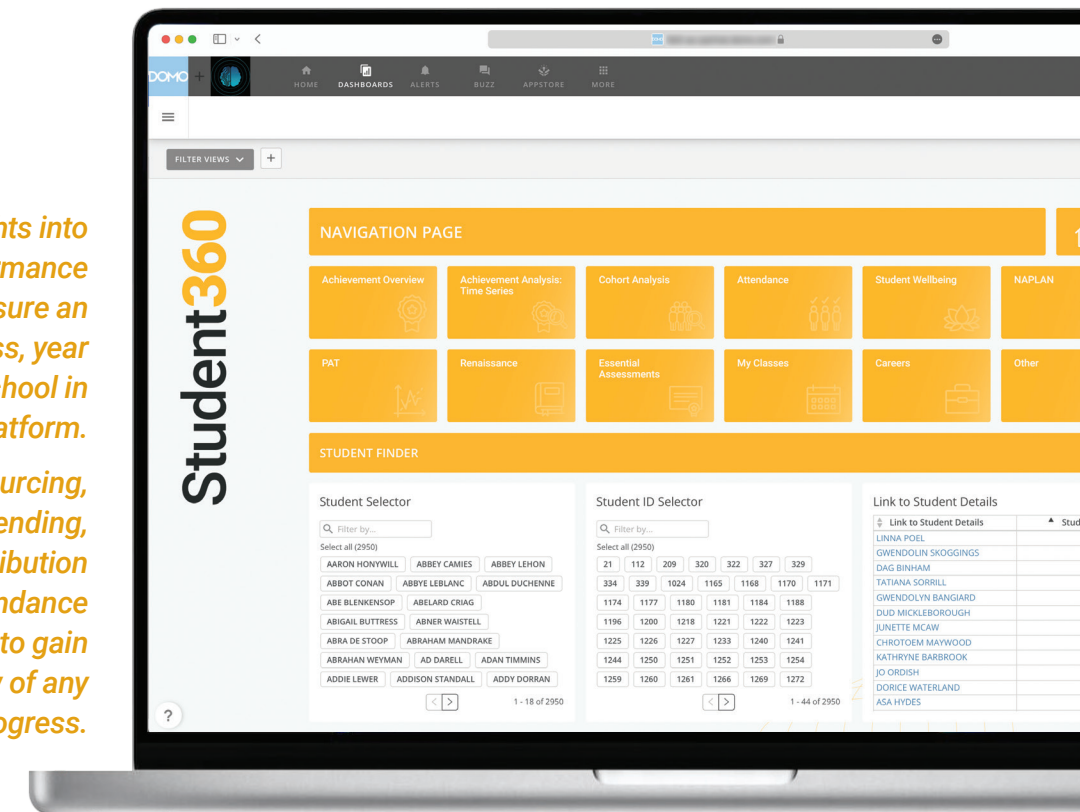 nts into
rmance
sure an
ss, year
chool in
atform.
urcing,
ending,
ibution
ndance
to gain
of any
ogress.
DOMO +
HOME DASHBOARDS ALERTS BUZZ APPSTORE MORE
FILTER VIEWS +
Student360
NAVIGATION PAGE
Achievement Overview
Achievement Analysis:
Time Series
Cohort Analysis
Attendance
Student Wellbeing
NAPLAN
PAT
Renaissance
Essential
Assessments
My Classes
Careers
Other
STUDENT FINDER
Student Selector
Filter by...
Select all (2950)
AARON HONYWILL ABBEY CAMIES ABBEY LEHON
ABBOT CONAN ABBYE LEBLANC ABDUL DUCHENNE
ABE BLENKENSOP ABELARD CRIAG
ABIGAIL BUTTRESS ABNER WAISTELL
ABRA DE STOOP ABRAHAM MANDRAKE
ABRAHAN WEYMAN AD DARELL ADAN TIMMINS
ADDIE LEWER ADDISON STANDALL ADDY DORRAN
< > 1 - 18 of 2950
Student ID Selector
Filter by...
Select all (2950)
21 112 209 320 322 327 329
334 339 1024 1165 1168 1170 1171
1174 1177 1180 1181 1184 1188
1196 1200 1218 1221 1222 1223
1225 1226 1227 1233 1240 1241
1244 1250 1251 1252 1253 1254
1259 1260 1261 1266 1269 1272
< > 1 - 44 of 2950
Link to Student Details
Link to Student Details Stud
LINNA POEL
GWENDOLIN SKOGGINGS
DAG BINHAM
TATIANA SORRILL
GWENDOLYN BANGIARD
DUD MICKLEBOROUGH
JUNETTE MCAW
CHROTOEM MAYWOOD
KATHRYNE BARBROOK
JO ORDISH
DORICE WATERLAND
ASA HYDES
?